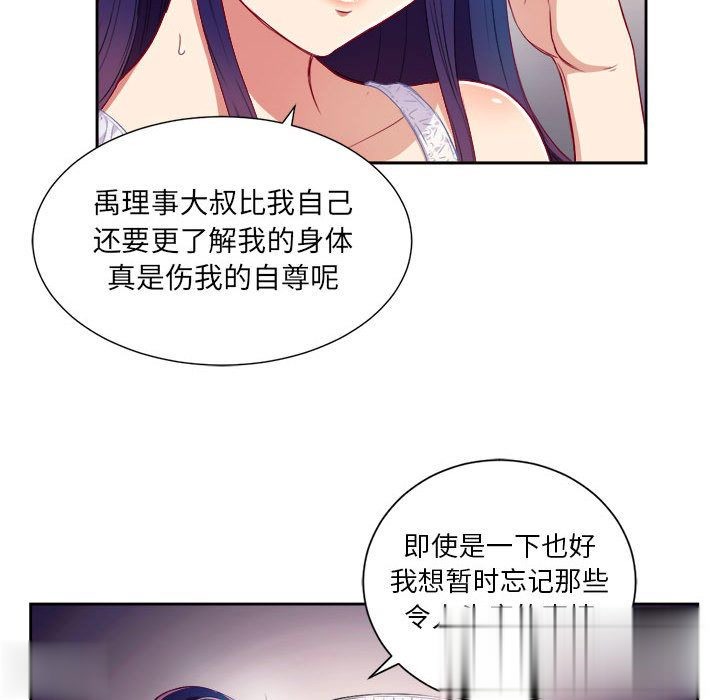 禹理事大叔比我自己
还要更了解我的身体
真是伤我的自尊呢
即使是一下也好
我想暂时忘记那些
令人